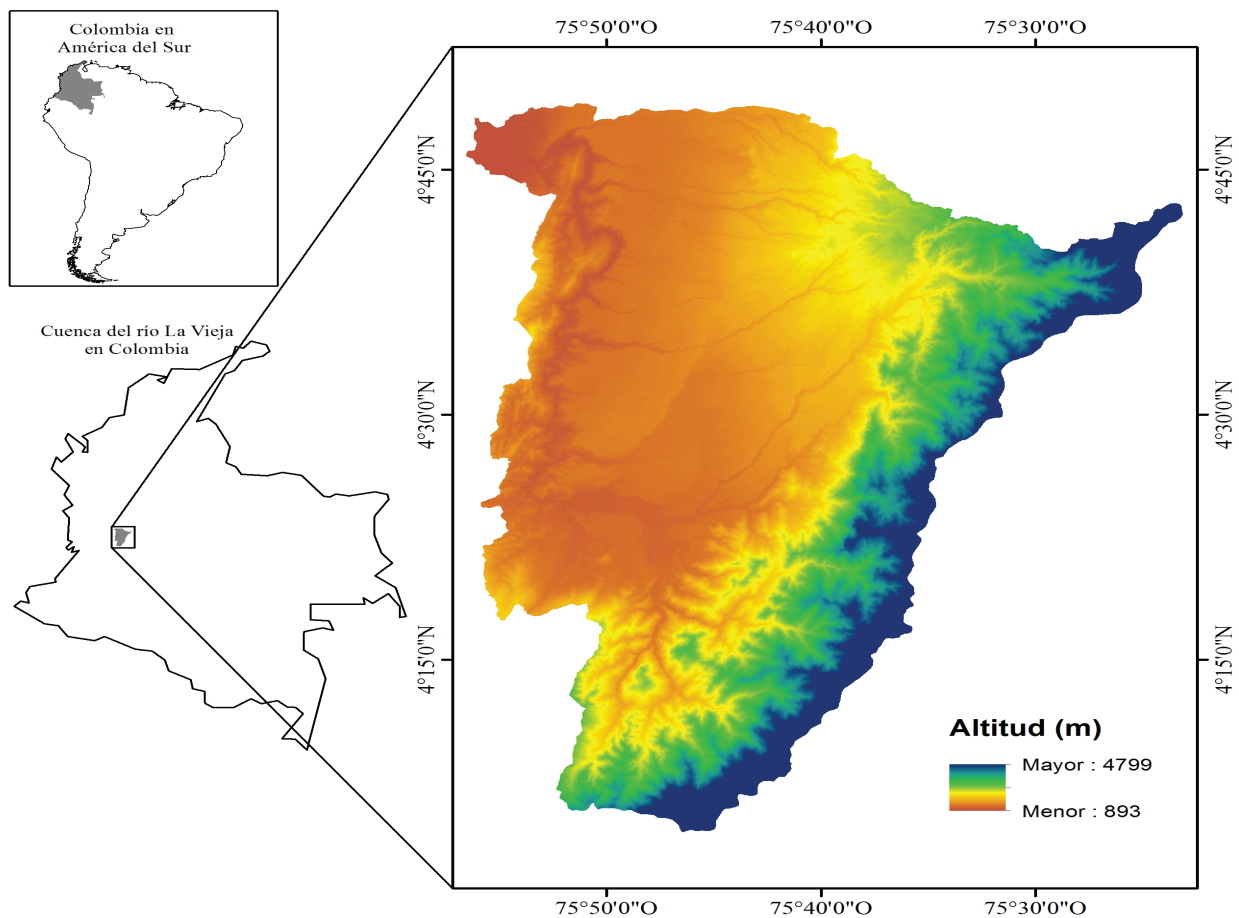 Colombia en
América del Sur
Cuenca del río La Vieja
en Colombia
75°50'0"O 75°40'0"O 75°30'0"O
4°45'0"N 4°45'0"N
4°30'0"N 4°30'0"N
4°15'0"N 4°15'0"N
Altitud (m)
Mayor : 4799
Menor : 893
75°50'0"O 75°40'0"O 75°30'0"O